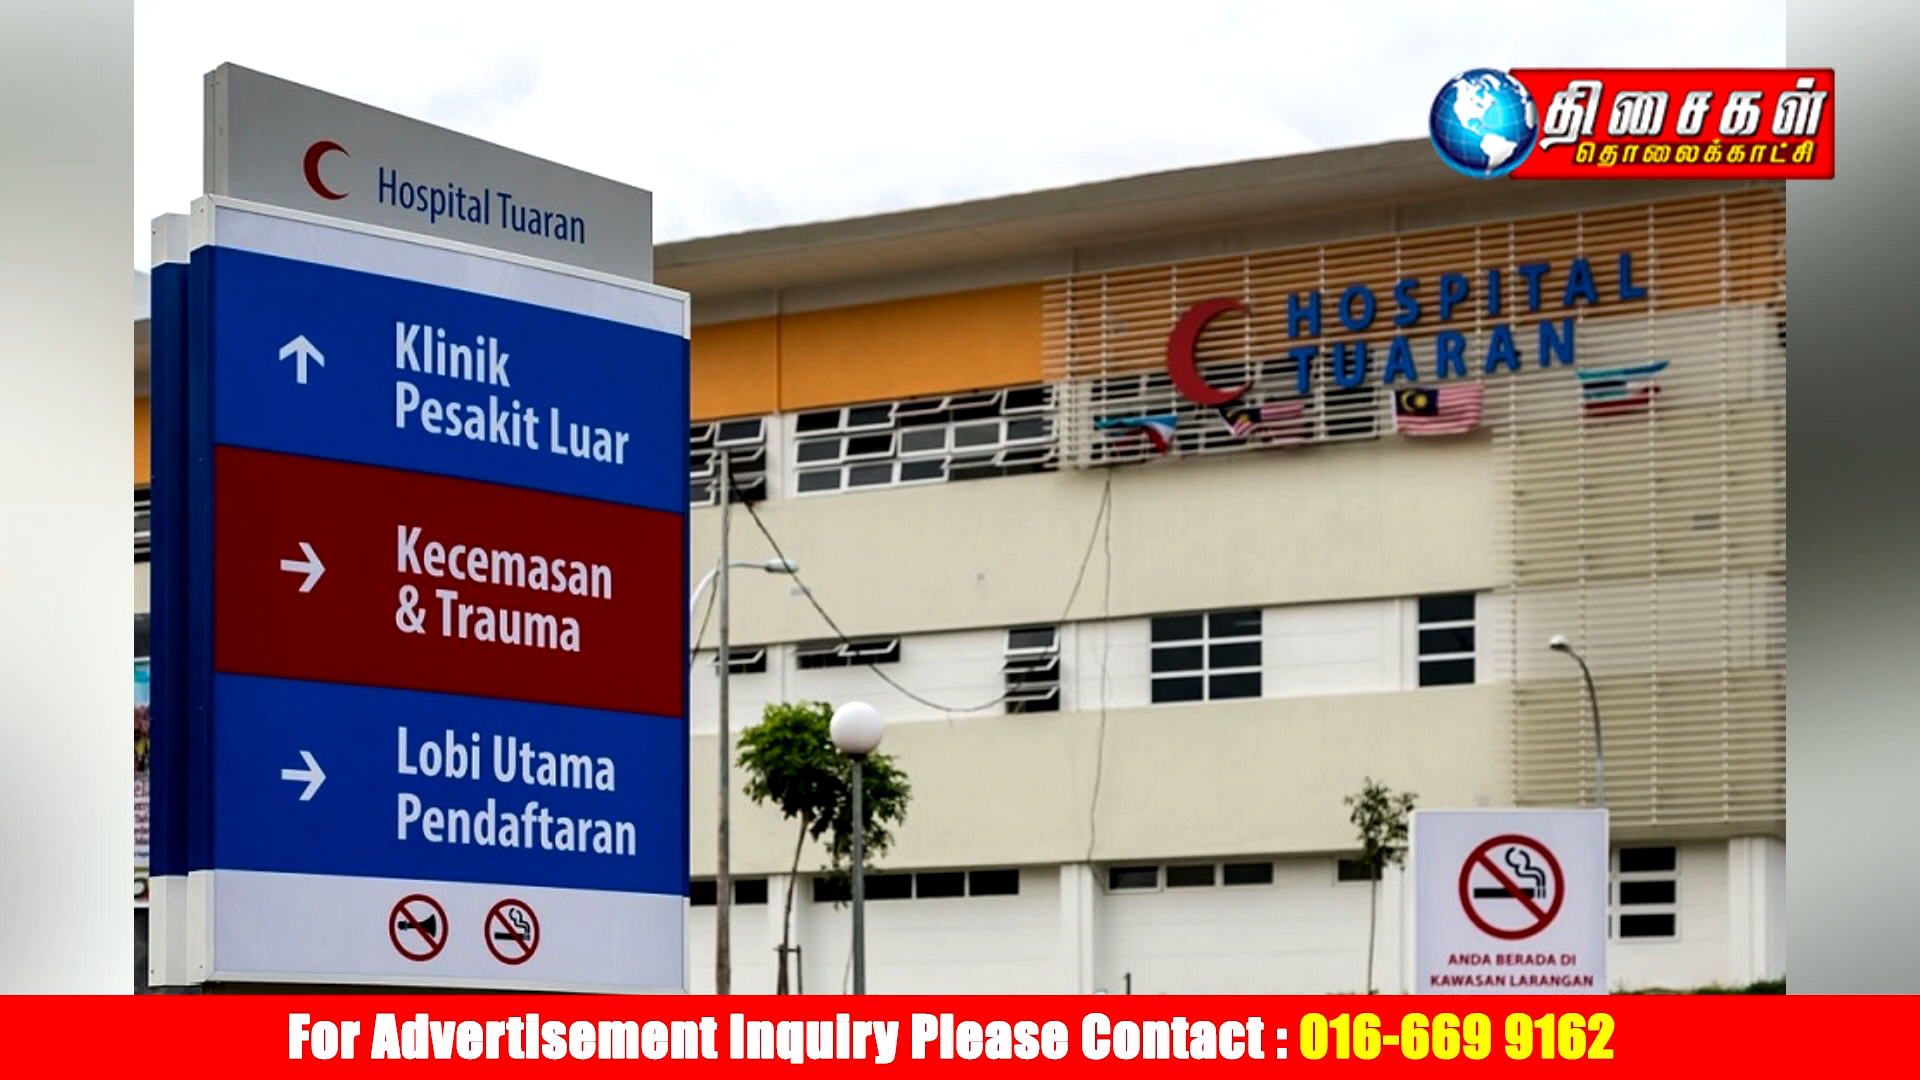 Hospital Tuaran
Klinik
Pesakit Luar
Kecemasan
& Trauma
Lobi Utama
Pendaftaran
திசைகள்
தொலைக்காட்சி
HOSPITAL
TUARAN
ANDA BERADA DI
KAWASAN LARANGAN
For Advertisement Inquiry Please Contact : 016-669 9162